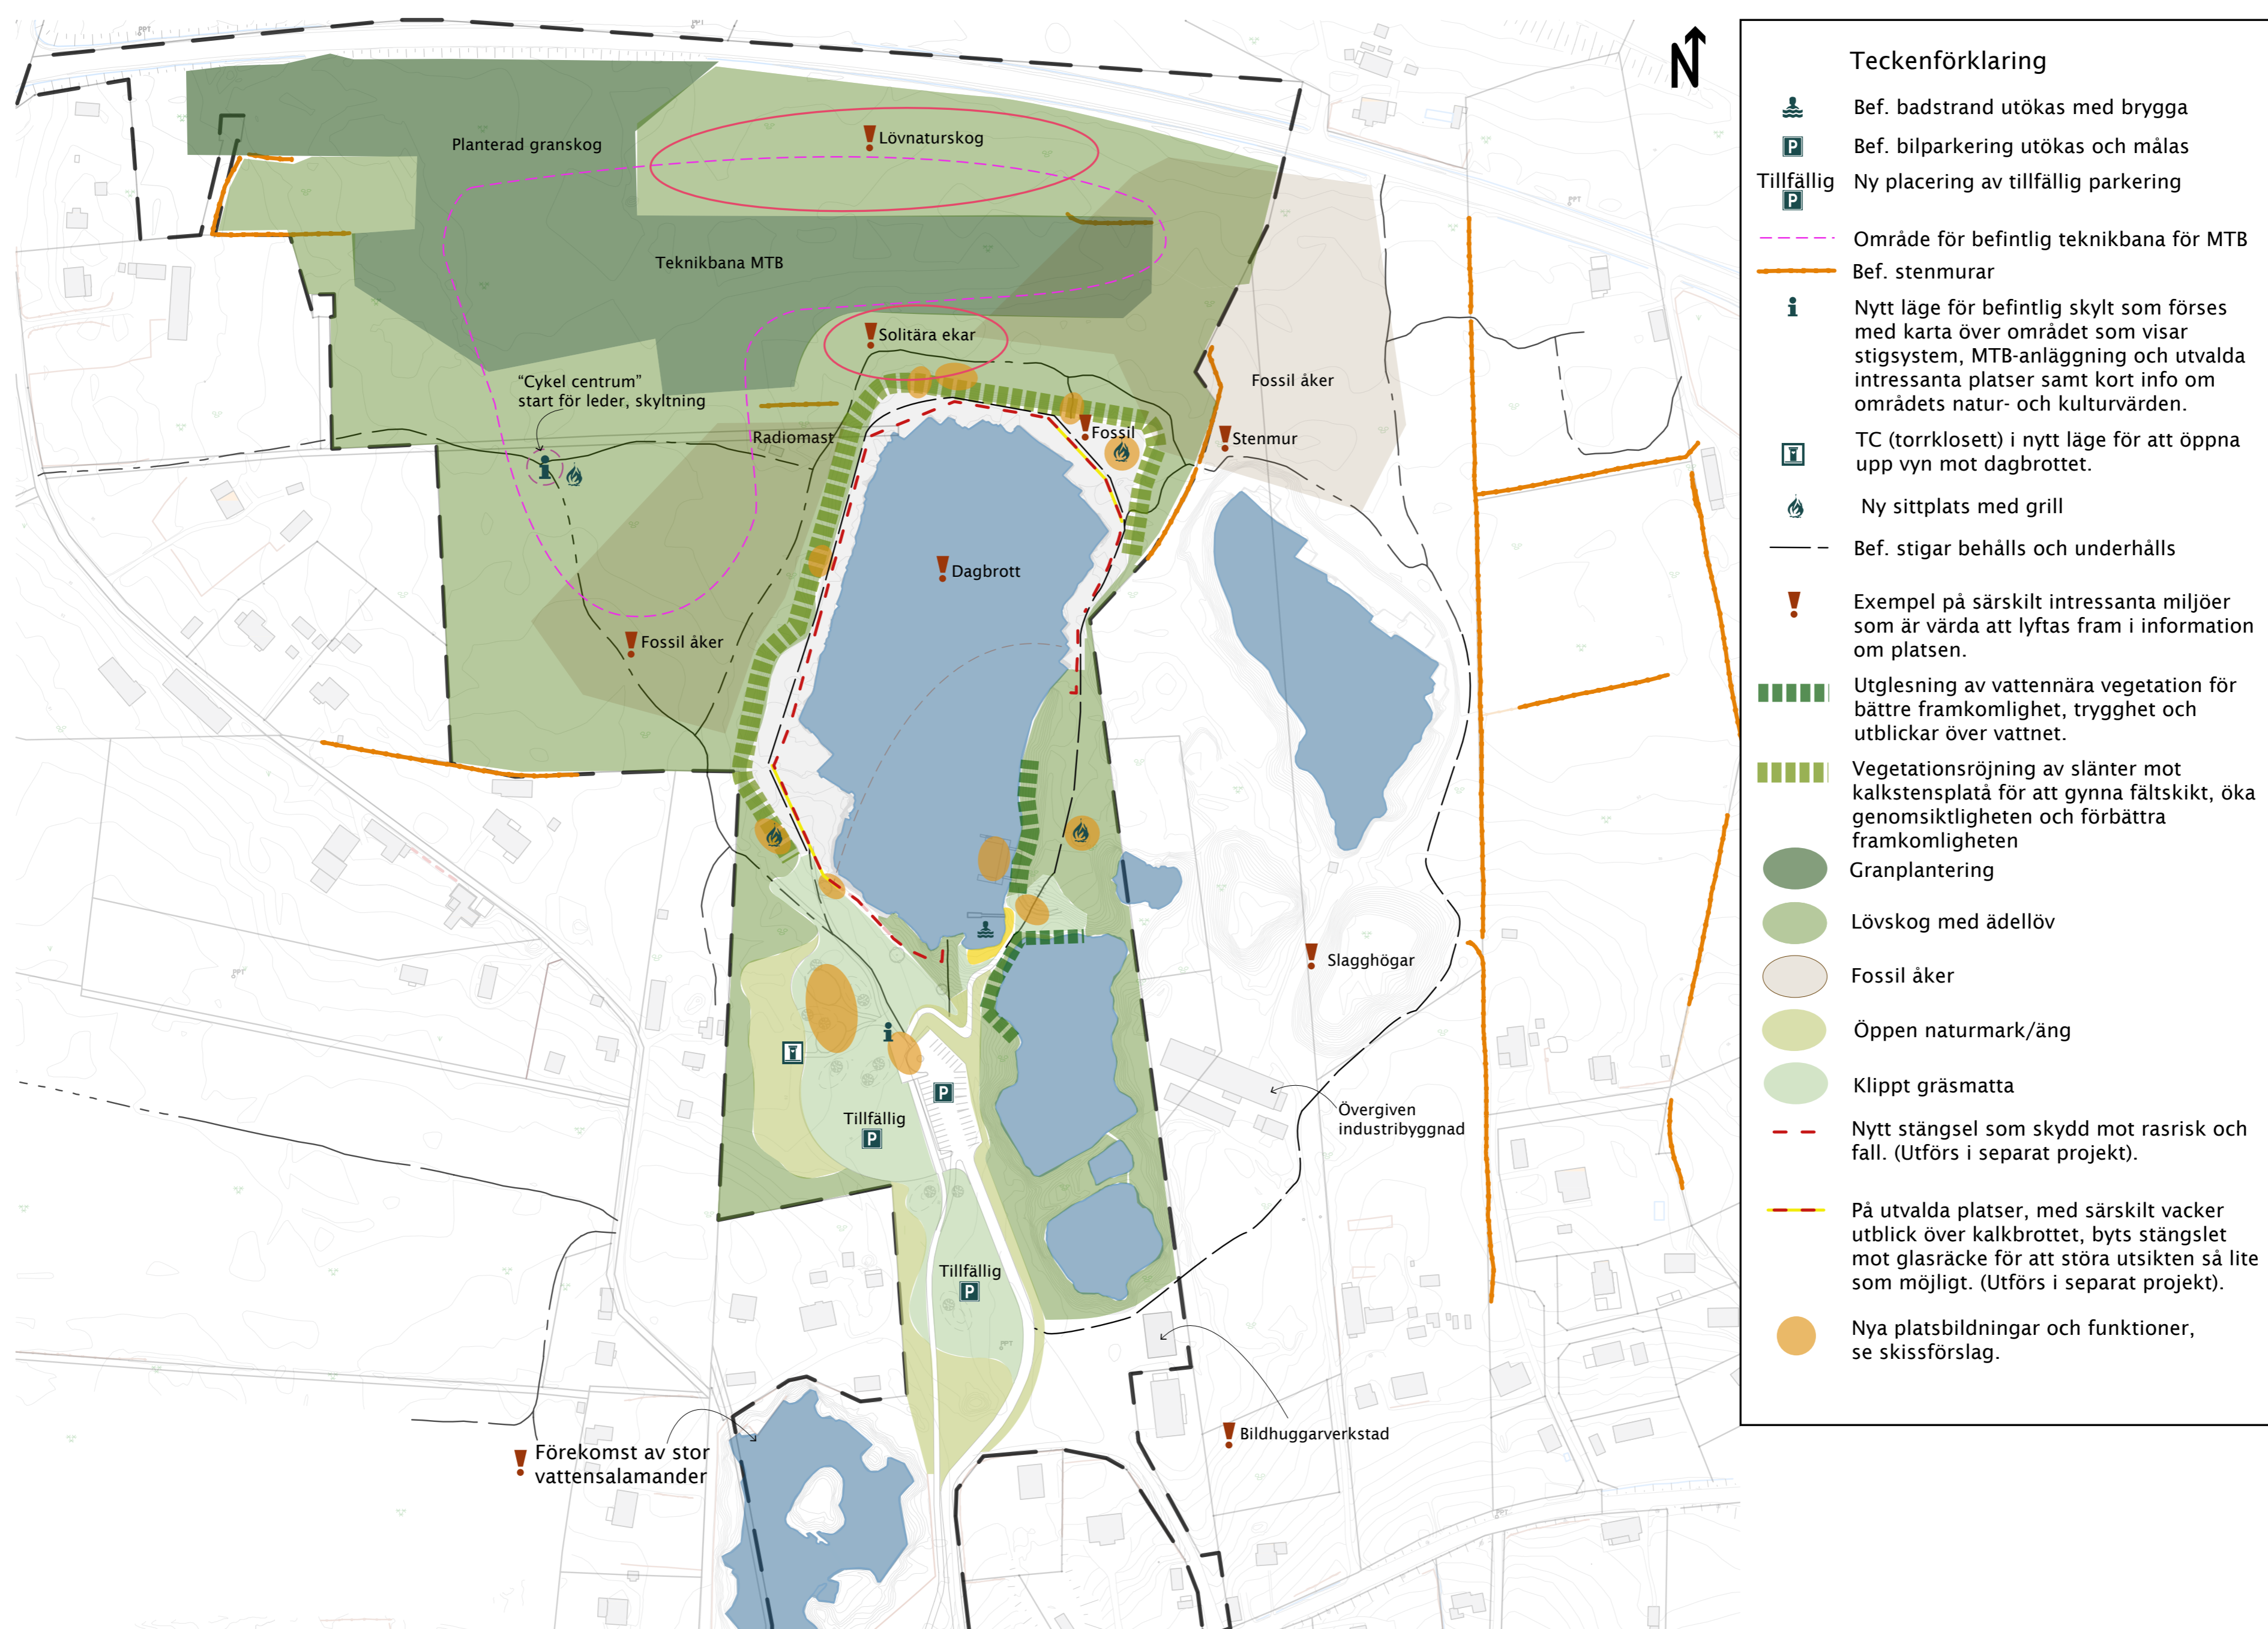 PPT
PPT
N
Planterad granskog
Lövnaturskog
PPT
Teknikbana MTB
Solitära ekar
"Cykel centrum"
start för leder, skyltning
Fossil åker
Radiomast
Fossil
Stenmur
Dagbrott
Fossil åker
Slagghögar
PPT
P
Tillfällig
P
Övergiven
industribyggnad
Tillfällig
P
PPT
Bildhuggarverkstad
Förekomst av stor
vattensalamander
PPT
Teckenförklaring
Bef. badstrand utökas med brygga
P
Bef. bilparkering utökas och målas
Tillfällig
P
Ny placering av tillfällig parkering
Område för befintlig teknikbana för MTB
Bef. stenmurar
Nytt läge för befintlig skylt som förses
med karta över området som visar
stigsystem, MTB-anläggning och utvalda
intressanta platser samt kort info om
områdets natur- och kulturvärden.
TC (torrklosett) i nytt läge för att öppna
upp vyn mot dagbrottet.
Ny sittplats med grill
Bef. stigar behålls och underhålls
Exempel på särskilt intressanta miljöer
som är värda att lyftas fram i information
om platsen.
Utglesning av vattennära vegetation för
bättre framkomlighet, trygghet och
utblickar över vattnet.
Vegetationsröjning av slänter mot
kalkstensplatå för att gynna fältskikt, öka
genomsiktligheten och förbättra
framkomligheten
Granplantering
Lövskog med ädellöv
Fossil åker
Öppen naturmark/äng
Klippt gräsmatta
Nytt stängsel som skydd mot rasrisk och
fall. (Utförs i separat projekt).
På utvalda platser, med särskilt vacker
utblick över kalkbrottet, byts stängslet
mot glasräcke för att störa utsikten så lite
som möjligt. (Utförs i separat projekt).
Nya platsbildningar och funktioner,
se skissförslag.